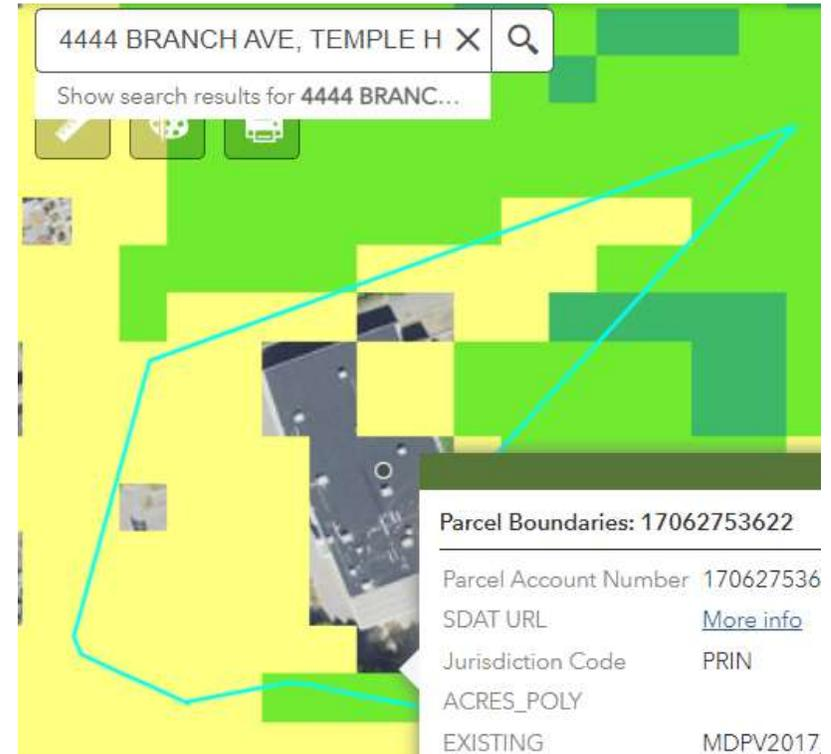 4444 BRANCH AVE, TEMPLE H
Show search results for 4444 BRANC...
Parcel Boundaries: 17062753622
Parcel Account Number 170627536
SDAT URL More info
Jurisdiction Code PRIN
ACRES_POLY
EXISTING MDPV2017